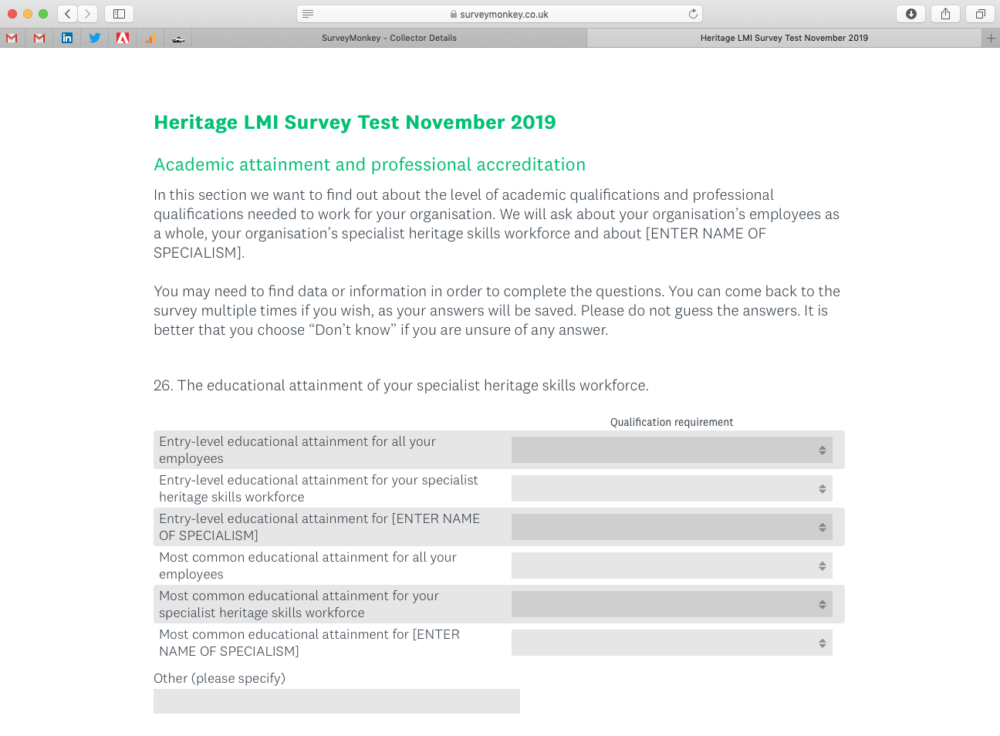 surveymonkey.co.uk
SurveyMonkey - Collector Details
Heritage LMI Survey Test November 2019
Heritage LMI Survey Test November 2019
Academic attainment and professional accreditation
In this section we want to find out about the level of academic qualifications and professional
qualifications needed to work for your organisation. We will ask about your organisation’s employees as
a whole, your organisation’s specialist heritage skills workforce and about [ENTER NAME OF
SPECIALISM].
You may need to find data or information in order to complete the questions. You can come back to the
survey multiple times if you wish, as your answers will be saved. Please do not guess the answers. It is
better that you choose “Don’t know” if you are unsure of any answer.
26. The educational attainment of your specialist heritage skills workforce.
Qualification requirement
Entry-level educational attainment for all your
employees
Entry-level educational attainment for your specialist
heritage skills workforce
Entry-level educational attainment for [ENTER NAME
OF SPECIALISM]
Most common educational attainment for all your
employees
Most common educational attainment for your
specialist heritage skills workforce
Most common educational attainment for [ENTER
NAME OF SPECIALISM]
Other (please specify)